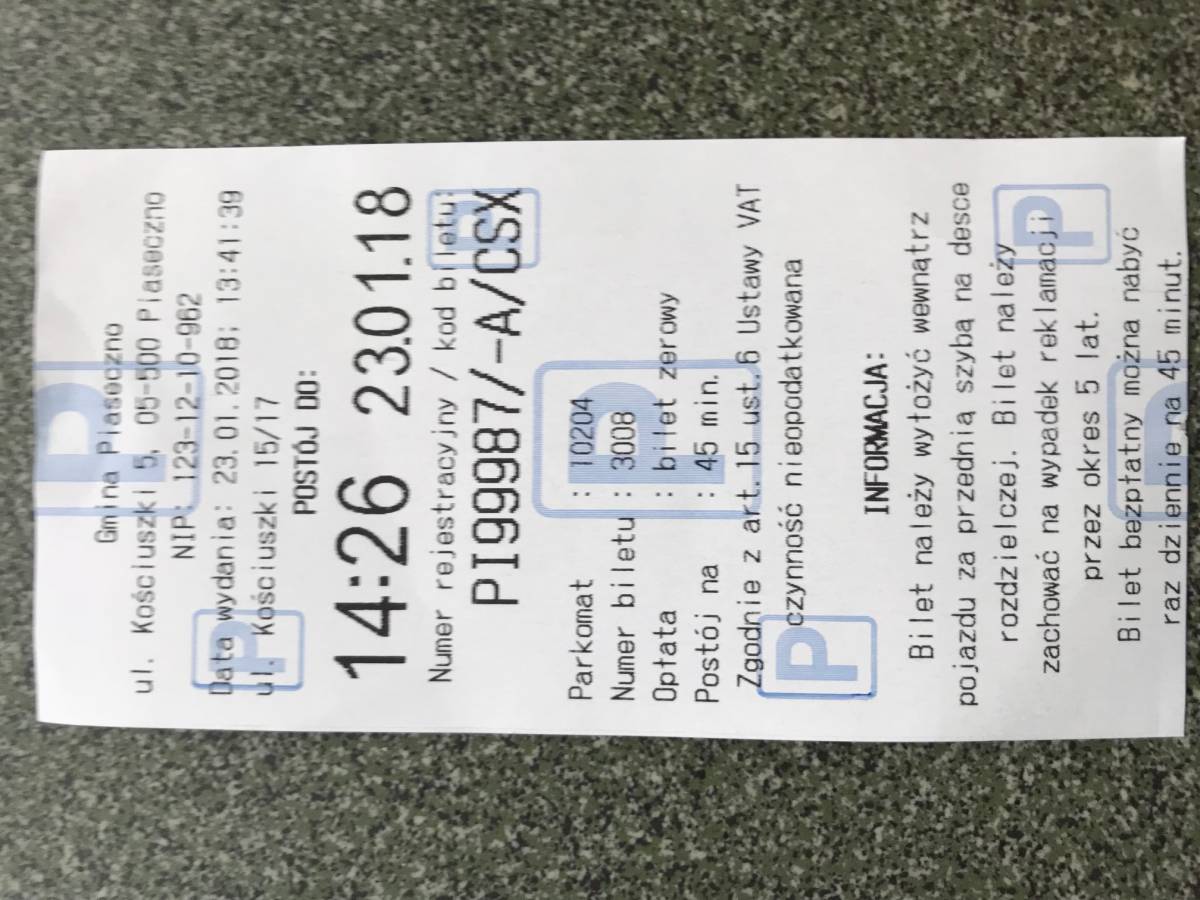 Gmina Piaseczno
ul. Kościuszki 5, 05-500 Piaseczno
NIP: 123-12-10-962
Data wydania: 23.01.2018; 13:41:39
ul. Kościuszki 15/17
POSTÓJ DO:
14:26 23.01.18
Numer rejestracyjny / kod biletu:
PI99987/-A/CSX
Parkomat : 10204
Numer biletu : 3008
Opłata : bilet zerowy
Postój na : 45 min.
Zgodnie z art.15 ust.6 Ustawy VAT
czynność nieopodatkowana
INFORMACJA:
Bilet należy wyłożyć wewnątrz
pojazdu za przednią szybą na desce
rozdzielczej. Bilet należy
zachować na wypadek reklamacji
przez okres 5 lat.
Bilet bezpłatny można nabyć
raz dziennie na 45 minut.